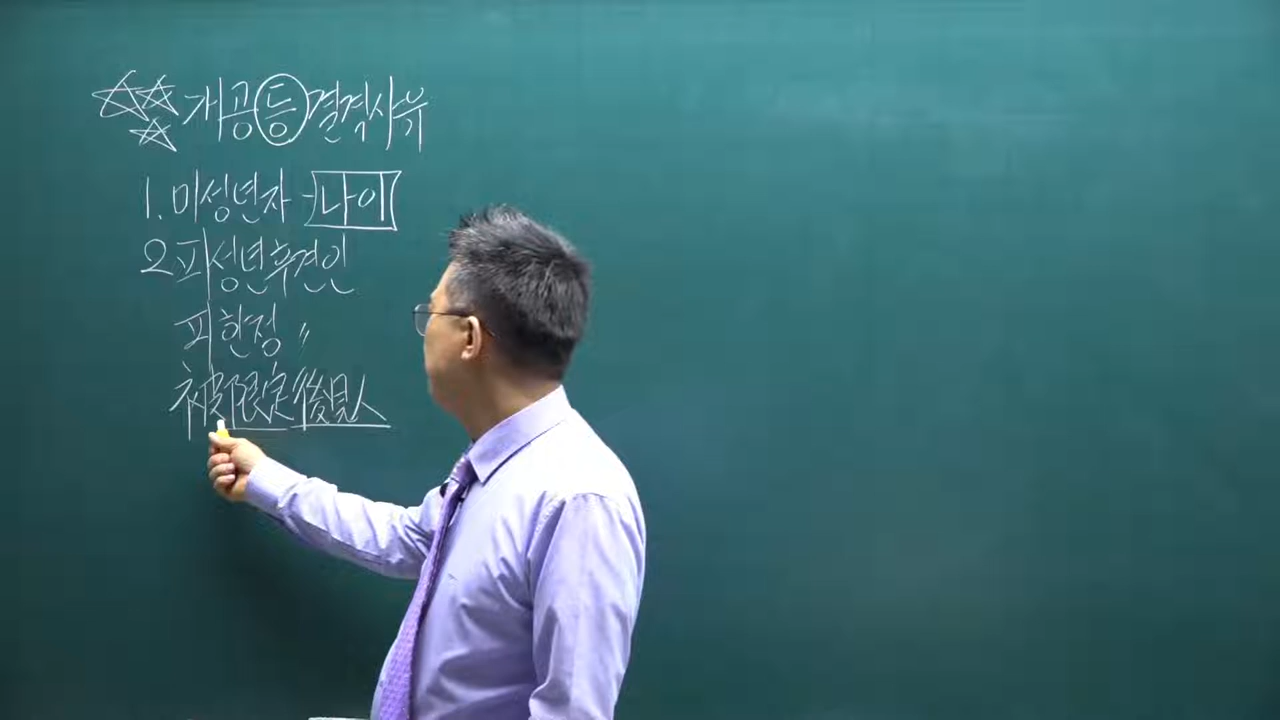 ☆☆☆ 개공등결격사유
1. 미성년자 - 나이
2. 피성년후견인
피한정 〃
被限定後見人